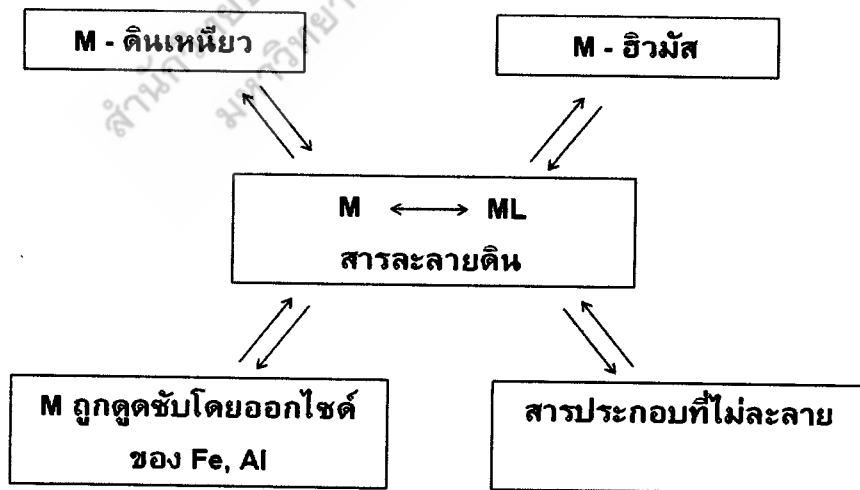 M - ดินเหนียว
M - ฮิวมัส
M ⟷ ML
สารละลายดิน
M ถูกดูดซับโดยออกไซด์
ของ Fe, Al
สารประกอบที่ไม่ละลาย